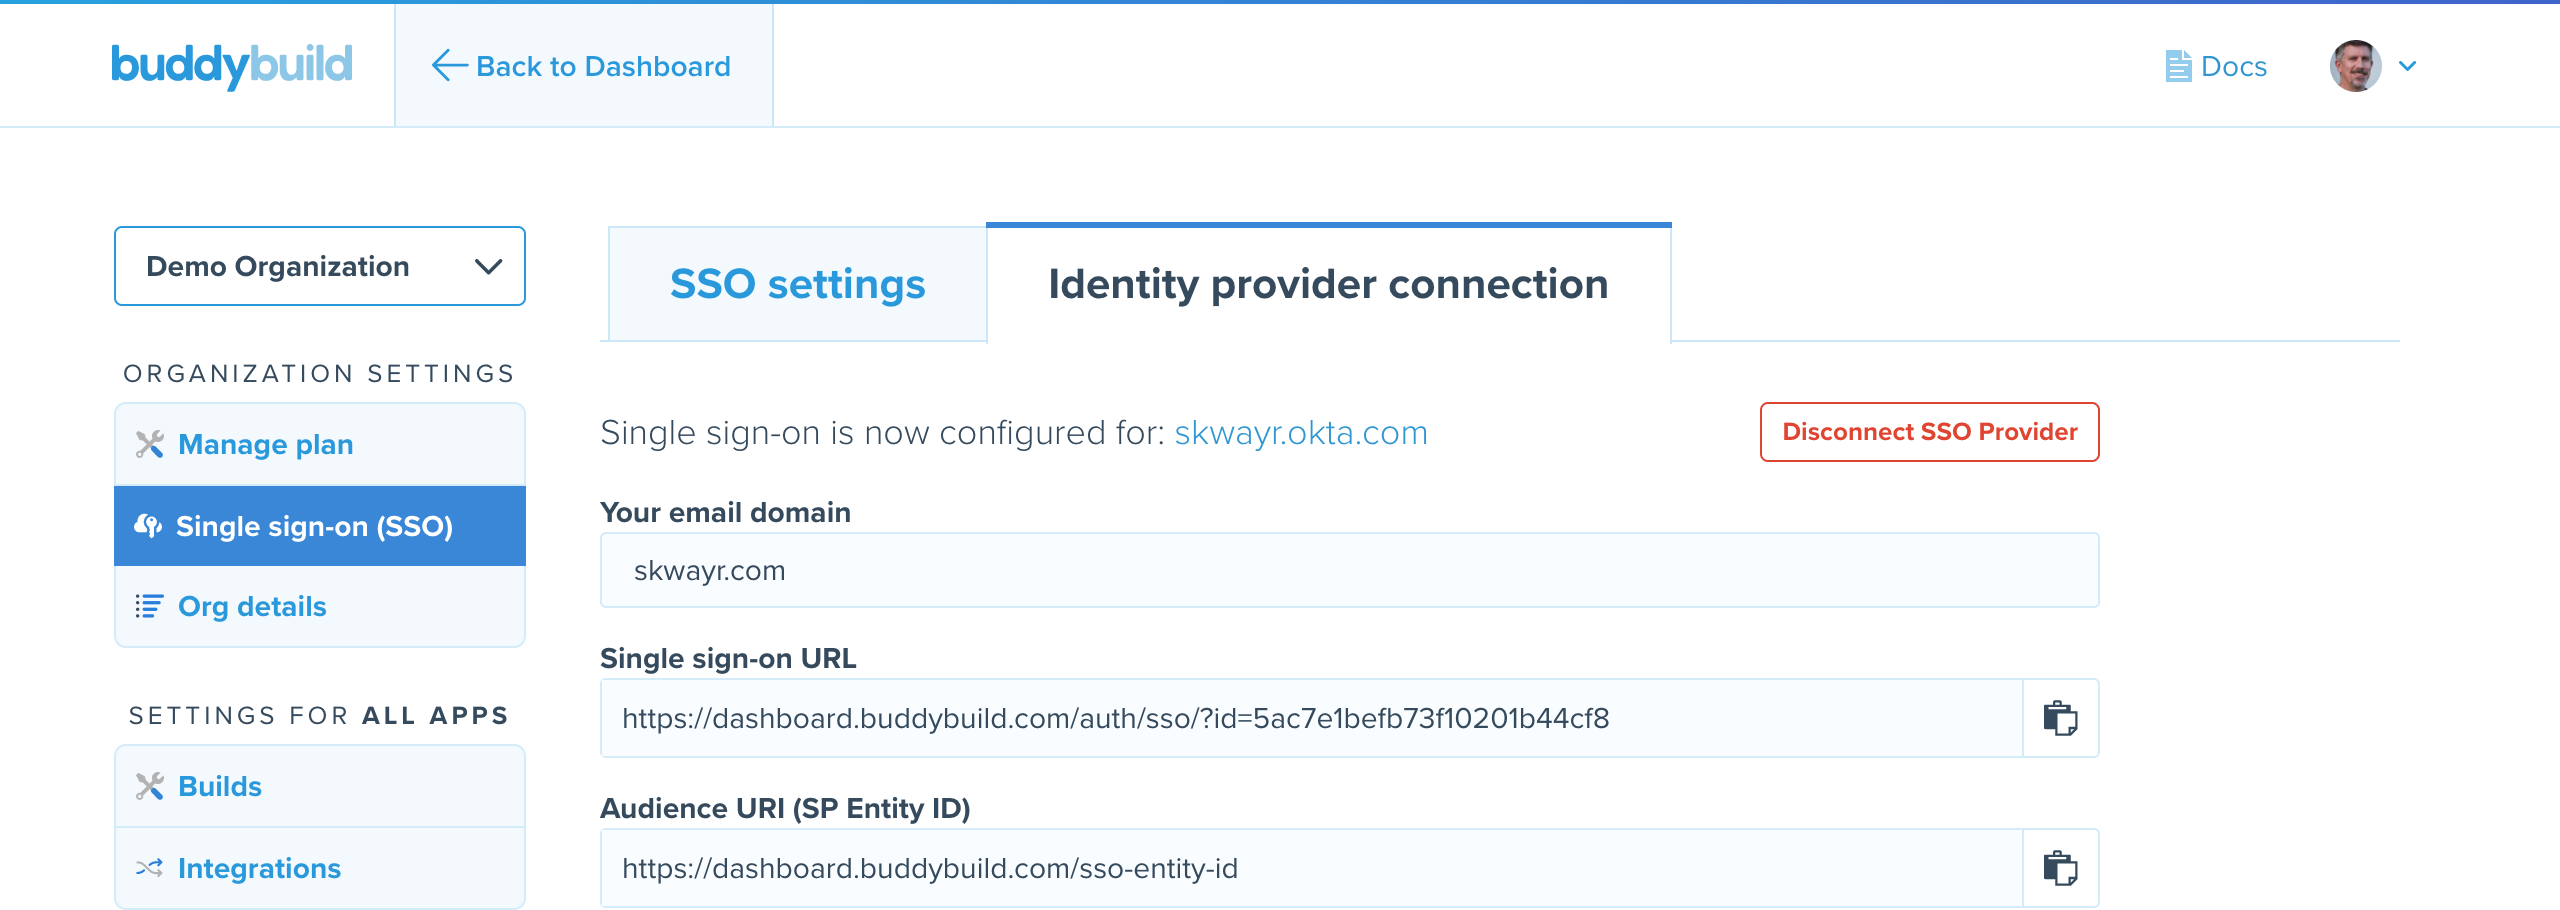 buddybuild
Back to Dashboard
Docs
Demo Organization
SSO settings
Identity provider connection
ORGANIZATION SETTINGS
Manage plan
Single sign-on (SSO)
Org details
SETTINGS FOR ALL APPS
Builds
Integrations
Single sign-on is now configured for: skwayr.okta.com
Disconnect SSO Provider
Your email domain
skwayr.com
Single sign-on URL
https://dashboard.buddybuild.com/auth/sso/?id=5ac7e1befb73f10201b44cf8
Audience URI (SP Entity ID)
https://dashboard.buddybuild.com/sso-entity-id